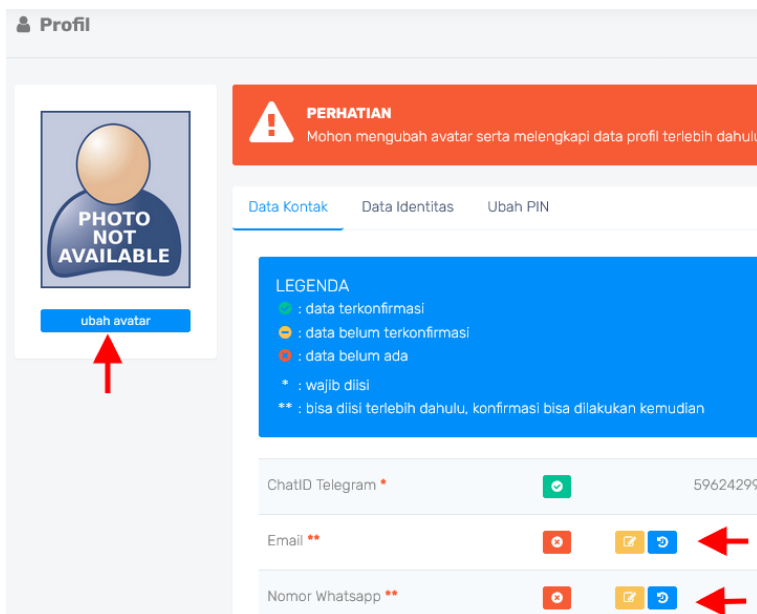 Profil
PHOTO
NOT
AVAILABLE
ubah avatar
PERHATIAN
Mohon mengubah avatar serta melengkapi data profil terlebih dahulu
Data Kontak Data Identitas Ubah PIN
LEGENDA
: data terkonfirmasi
: data belum terkonfirmasi
: data belum ada
* : wajib diisi
** : bisa diisi terlebih dahulu, konfirmasi bisa dilakukan kemudian
ChatID Telegram * 59624299
Email **
Nomor Whatsapp **